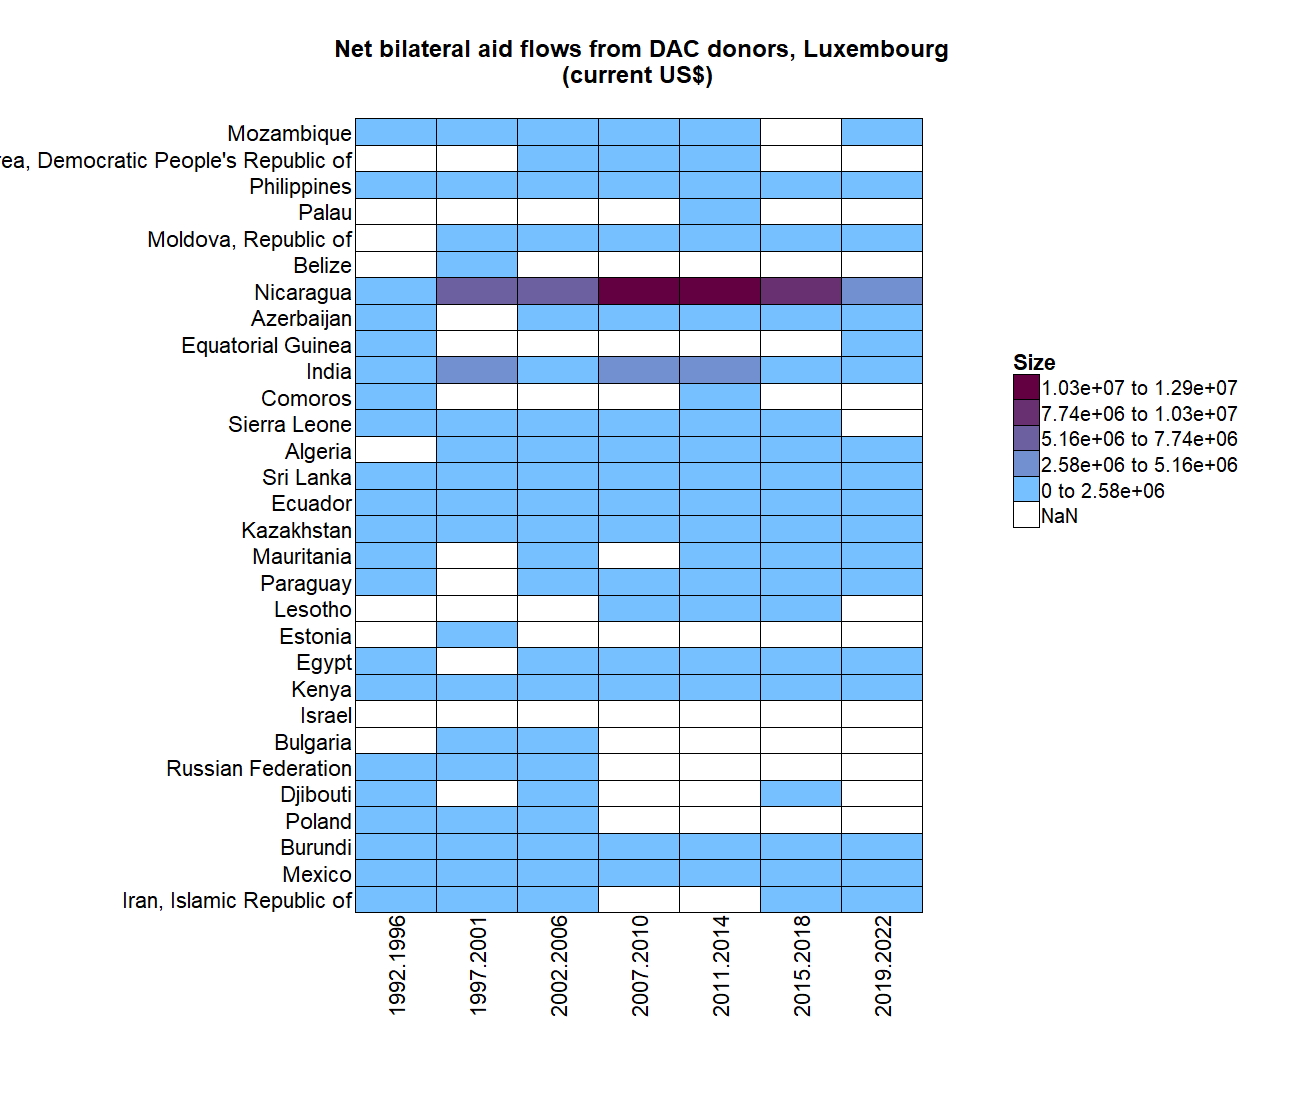 Net bilateral aid flows from DAC donors, Luxembourg
(current US$)
Mozambique
rea, Democratic People's Republic of
Philippines
Palau
Moldova, Republic of
Belize
Nicaragua
Azerbaijan
Equatorial Guinea
India
Comoros
Sierra Leone
Algeria
Sri Lanka
Ecuador
Kazakhstan
Mauritania
Paraguay
Lesotho
Estonia
Egypt
Kenya
Israel
Bulgaria
Russian Federation
Djibouti
Poland
Burundi
Mexico
Iran, Islamic Republic of
1992.1996
1997.2001
2002.2006
2007.2010
2011.2014
2015.2018
2019.2022
Size
1.03e+07 to 1.29e+07
7.74e+06 to 1.03e+07
5.16e+06 to 7.74e+06
2.58e+06 to 5.16e+06
0 to 2.58e+06
NaN